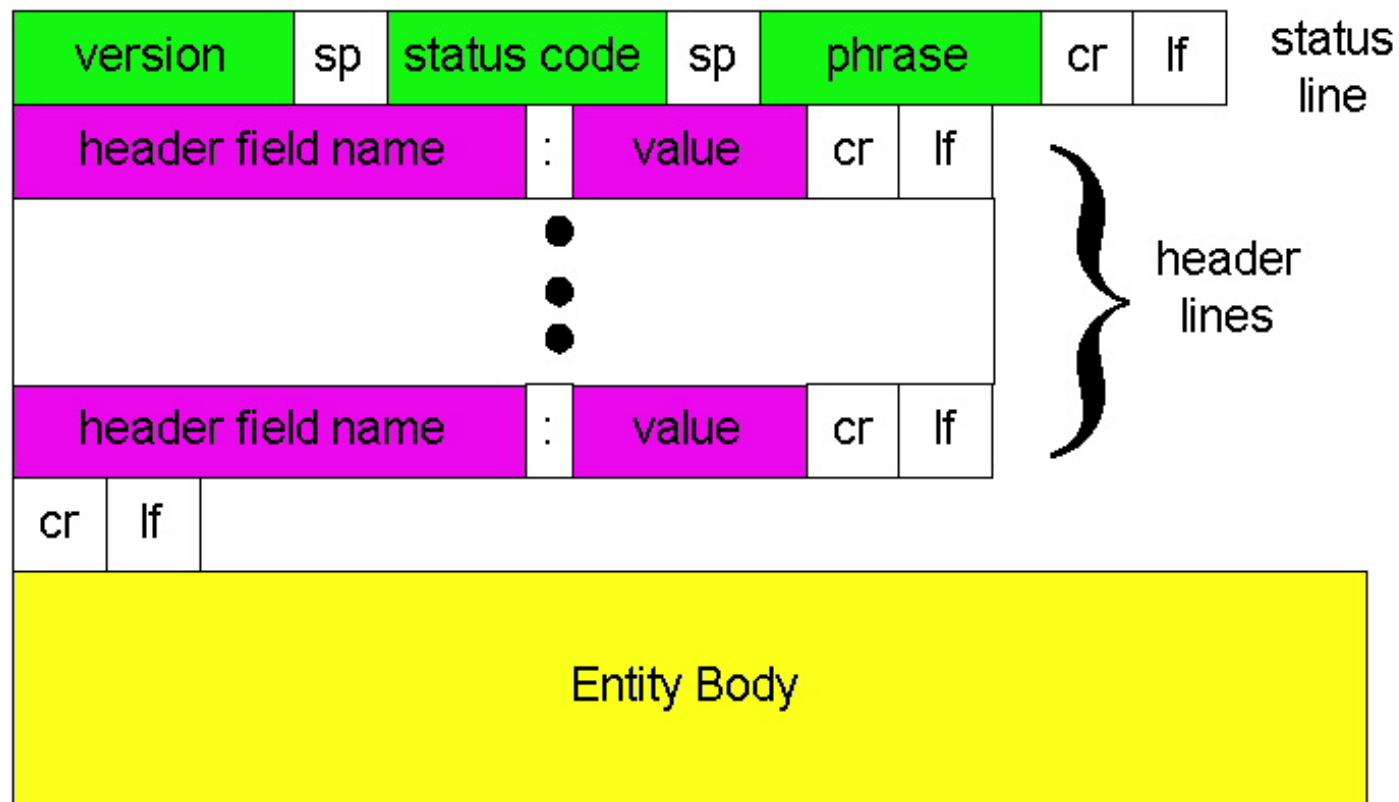 version sp status code sp phrase cr lf status line
header field name : value cr lf
header lines
header field name : value cr lf
cr lf
Entity Body